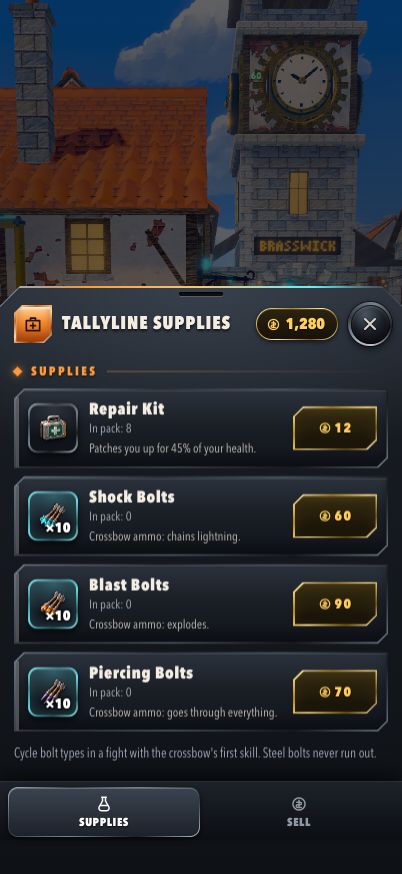 60
BRASSWICK
TALLYLINE SUPPLIES
1,280
SUPPLIES
Repair Kit
In pack: 8
Patches you up for 45% of your health.
12
Shock Bolts
In pack: 0
Crossbow ammo: chains lightning.
×10
60
Blast Bolts
In pack: 0
Crossbow ammo: explodes.
×10
90
Piercing Bolts
In pack: 0
Crossbow ammo: goes through everything.
×10
70
Cycle bolt types in a fight with the crossbow's first skill. Steel bolts never run out.
SUPPLIES
SELL